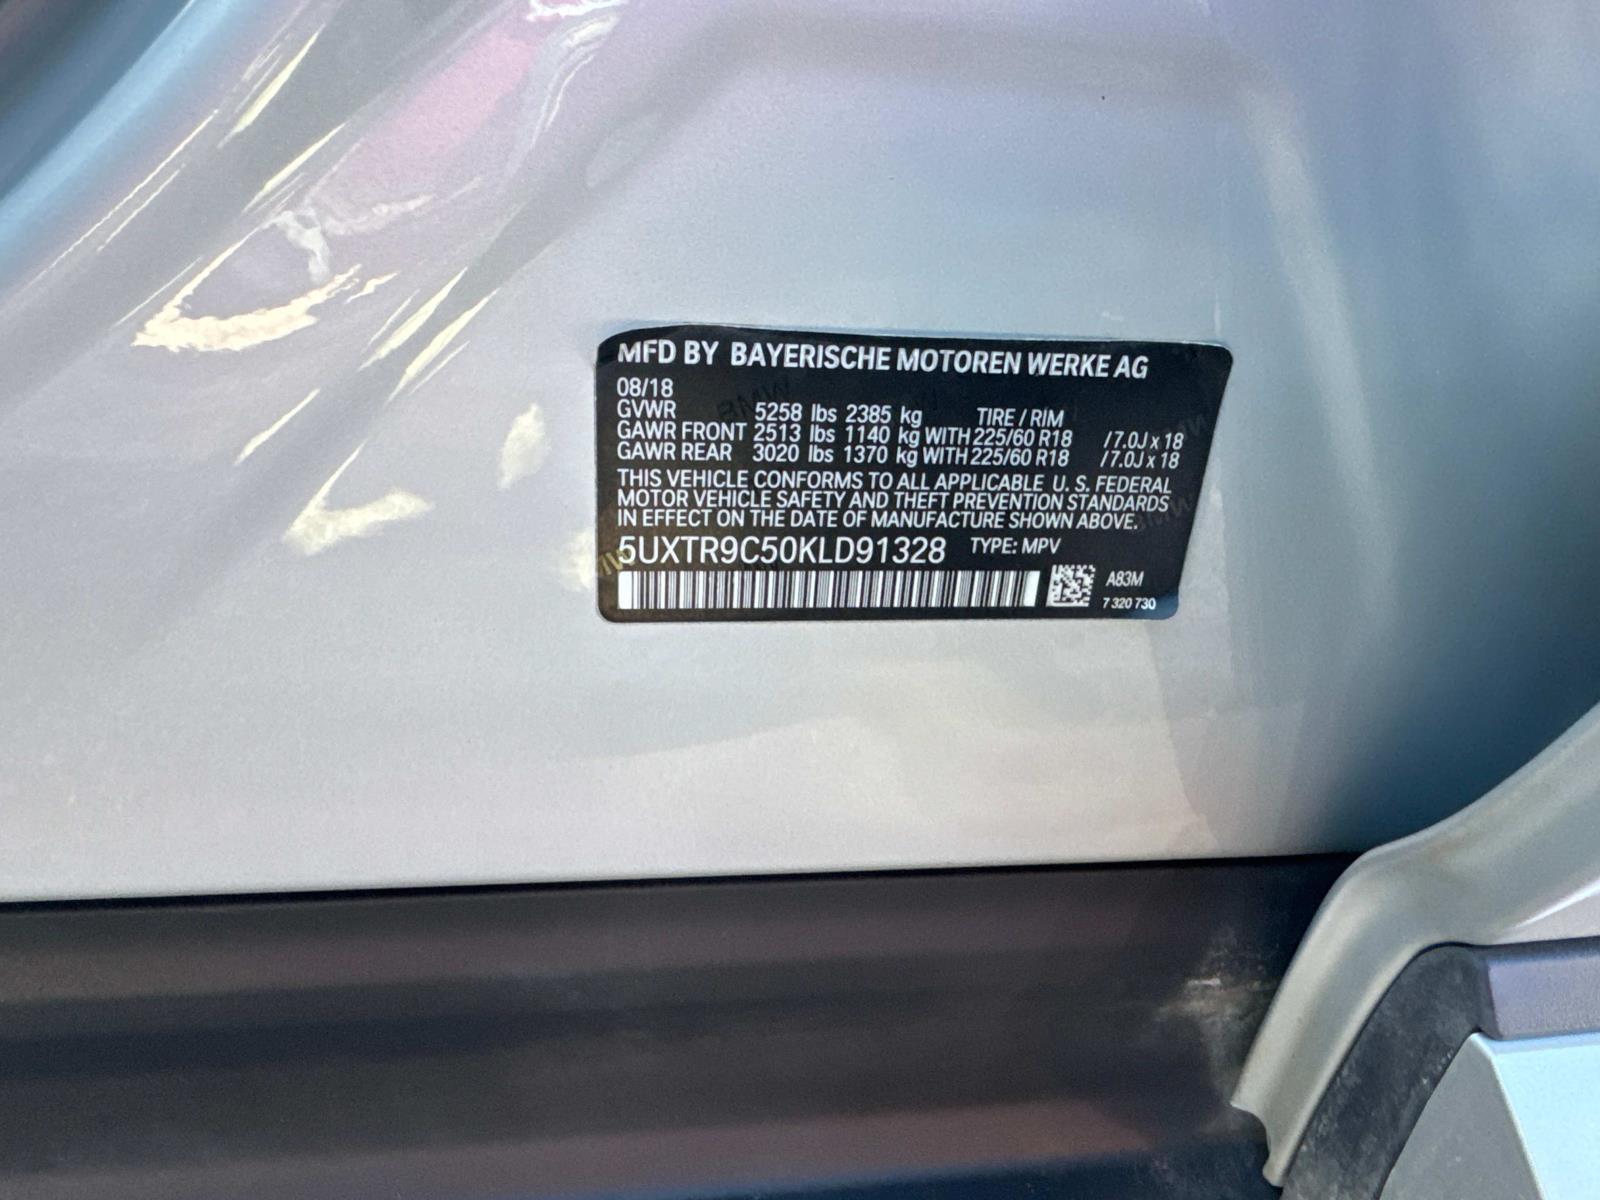 MFD BY BAYERISCHE MOTOREN WERKE AG
08/18
GVWR 5258 lbs 2385 kg TIRE / RIM
GAWR FRONT 2513 lbs 1140 kg WITH 225/60 R18 / 7.0J x 18
GAWR REAR 3020 lbs 1370 kg WITH 225/60 R18 / 7.0J x 18
THIS VEHICLE CONFORMS TO ALL APPLICABLE U. S. FEDERAL
MOTOR VEHICLE SAFETY AND THEFT PREVENTION STANDARDS
IN EFFECT ON THE DATE OF MANUFACTURE SHOWN ABOVE.
5UXTR9C50KLD91328 TYPE: MPV
A83M
7 320 730